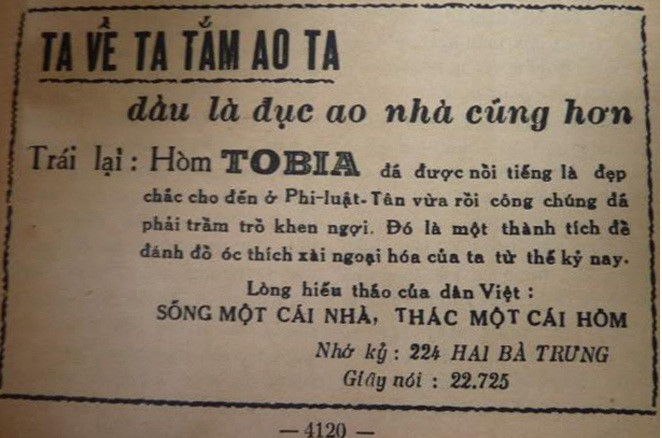 TA VỀ TA TẮM AO TA
dàu là đục ao nhà cũng hơn
Trái lại : Hòm TOBIA đã được nồi tiếng là đẹp
chắc cho đến ở Phi-luật-Tân vừa rồi công chúng đã
phải trầm trồ khen ngợi. Đó là một thành tích đề
đánh đồ óc thích xài ngoại hóa của ta từ thế kỷ nay.
Lòng hiếu thảo của dân Việt :
SỐNG MỘT CÁI NHÀ, THÁC MỘT CÁI HÒM
Nhớ kỹ : 224 HAI BÀ TRƯNG
Giây nói : 22.725
— 4120 —